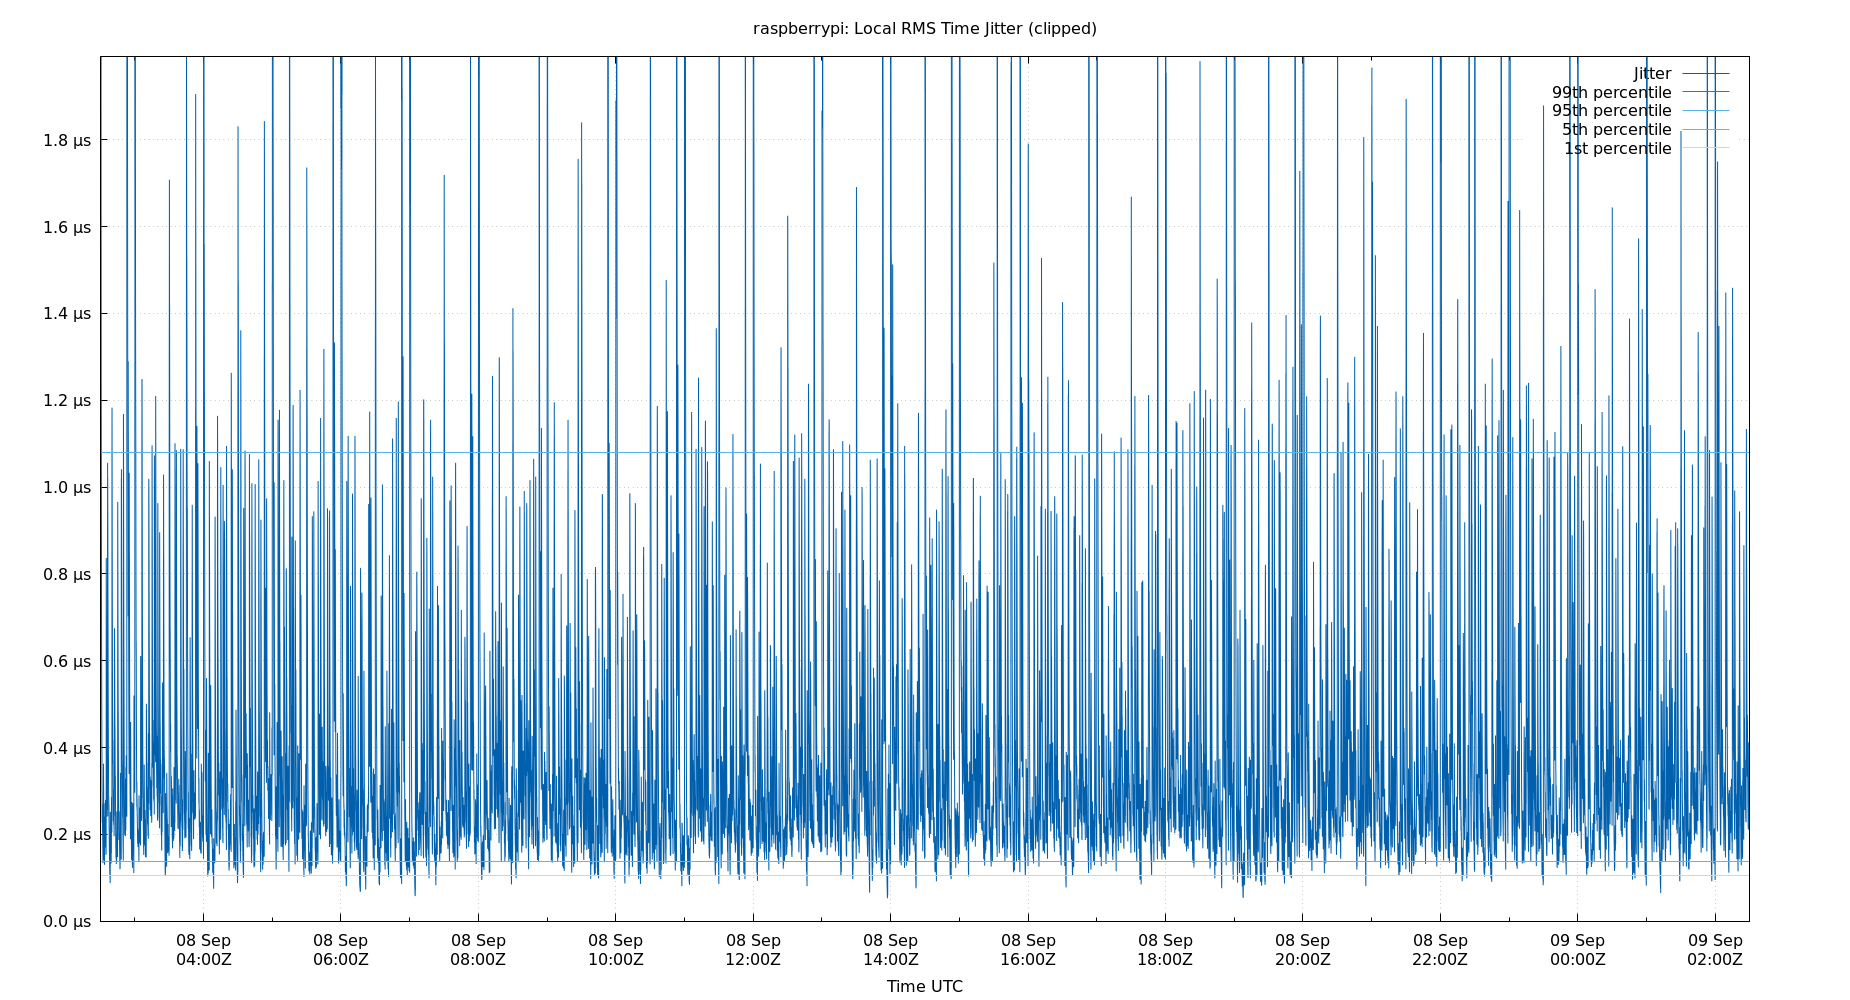 raspberrypi: Local RMS Time Jitter (clipped)
Jitter
99th percentile
95th percentile
5th percentile
1st percentile
1.8 µs
1.6 µs
1.4 µs
1.2 µs
1.0 µs
0.8 µs
0.6 µs
0.4 µs
0.2 µs
0.0 µs
08 Sep 08 Sep 08 Sep 08 Sep 08 Sep 08 Sep 08 Sep 08 Sep 08 Sep 08 Sep 09 Sep 09 Sep
04:00Z 06:00Z 08:00Z 10:00Z 12:00Z 14:00Z 16:00Z 18:00Z 20:00Z 22:00Z 00:00Z 02:00Z
Time UTC